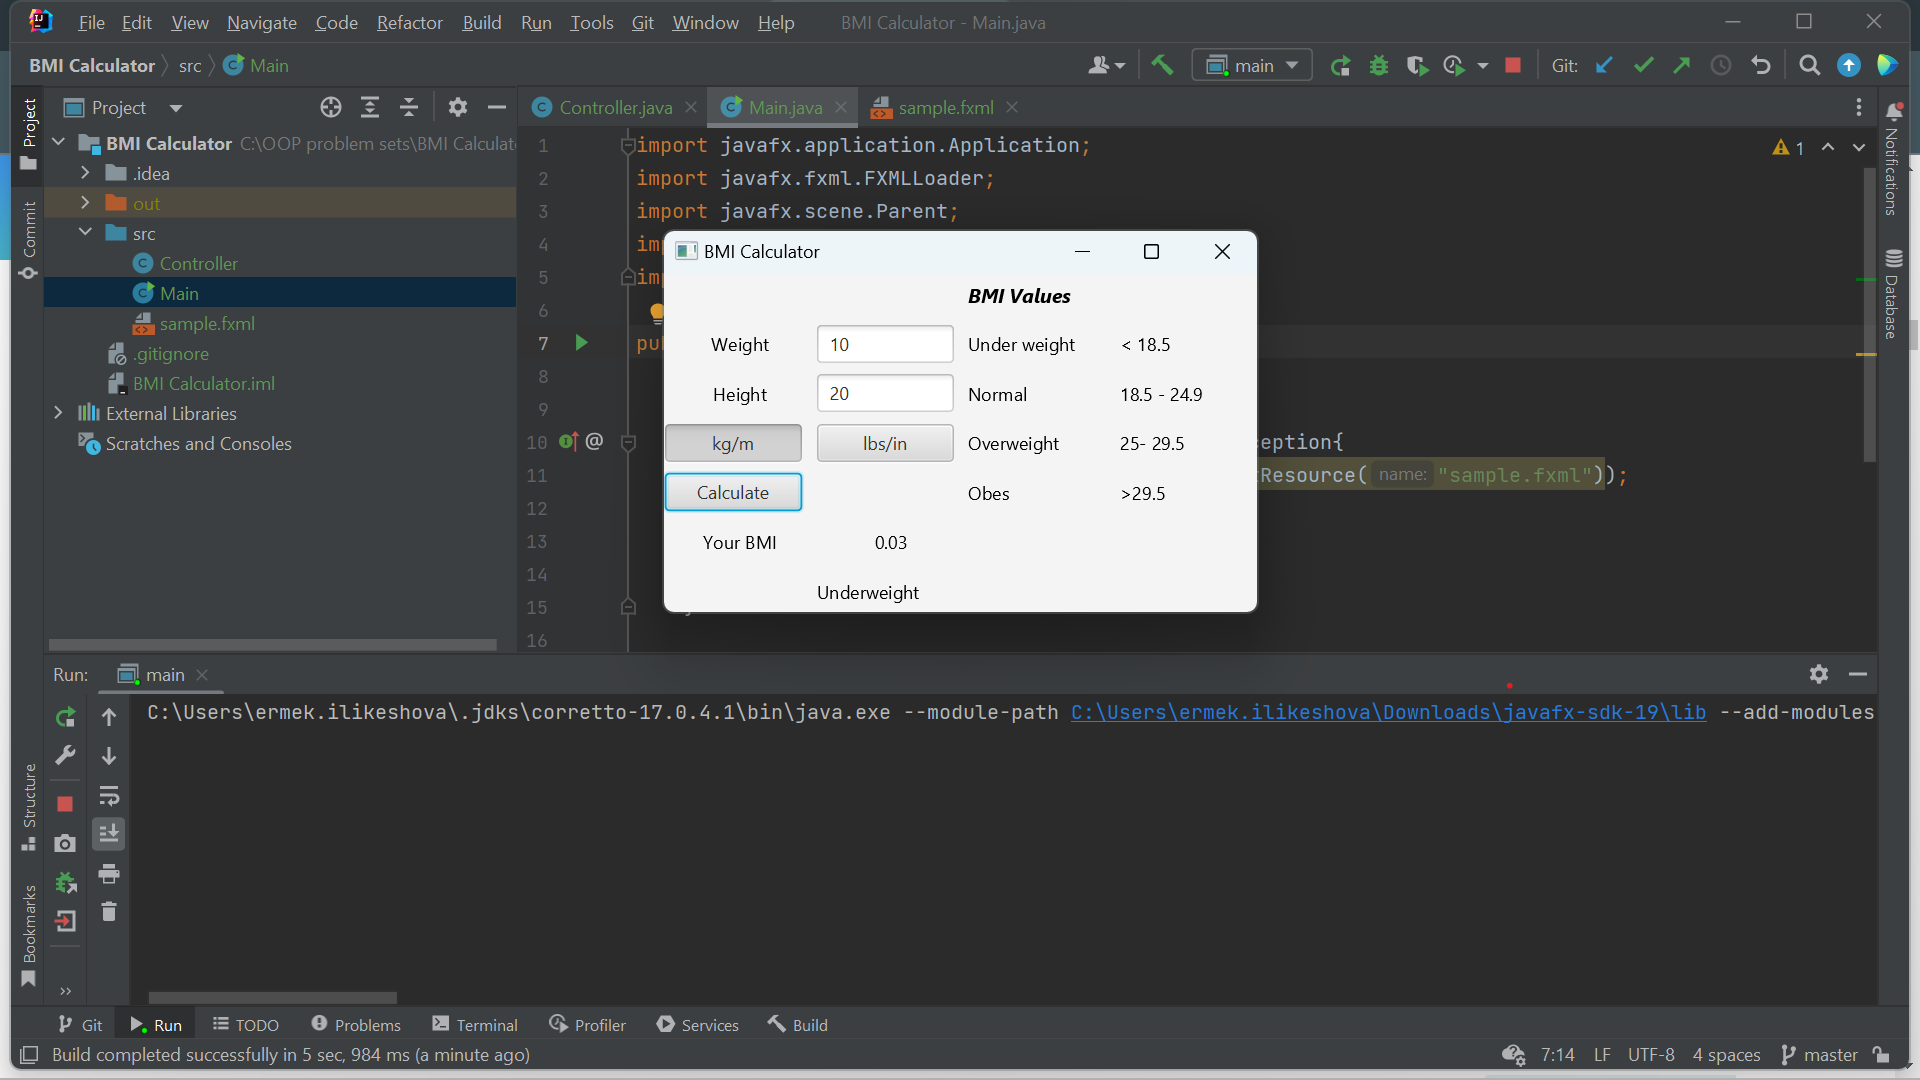 File Edit View Navigate Code Refactor Build Run Tools Git Window Help BMI Calculator - Main.java
BMI Calculator src Main main Git:
Project
Commit
Structure
Bookmarks
Notifications
Database
Project
BMI Calculator C:\OOP problem sets\BMI Calculat
.idea
out
src
Controller
Main
sample.fxml
.gitignore
BMI Calculator.iml
External Libraries
Scratches and Consoles
Controller.java Main.java sample.fxml
1 import javafx.application.Application;
2 import javafx.fxml.FXMLLoader;
3 import javafx.scene.Parent;
4 im
5 im
6
7 pu
8
9
10 @ eption{
11 Resource( name: "sample.fxml"));
12
13
14
15
16
1
BMI Calculator
BMI Values
Weight 10 Under weight < 18.5
Height 20 Normal 18.5 - 24.9
kg/m lbs/in Overweight 25- 29.5
Calculate Obes >29.5
Your BMI 0.03
Underweight
Run: main
C:\Users\ermek.ilikeshova\.jdks\corretto-17.0.4.1\bin\java.exe --module-path C:\Users\ermek.ilikeshova\Downloads\javafx-sdk-19\lib --add-modules
Git Run TODO Problems Terminal Profiler Services Build
Build completed successfully in 5 sec, 984 ms (a minute ago) 7:14 LF UTF-8 4 spaces master